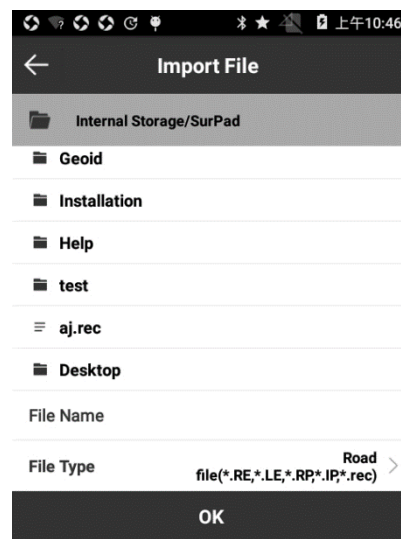 上午10:46
Import File
Internal Storage/SurPad
Geoid
Installation
Help
test
aj.rec
Desktop
File Name
File Type
Road
file(*.RE,*.LE,*.RP,*.IP,*.rec)
OK